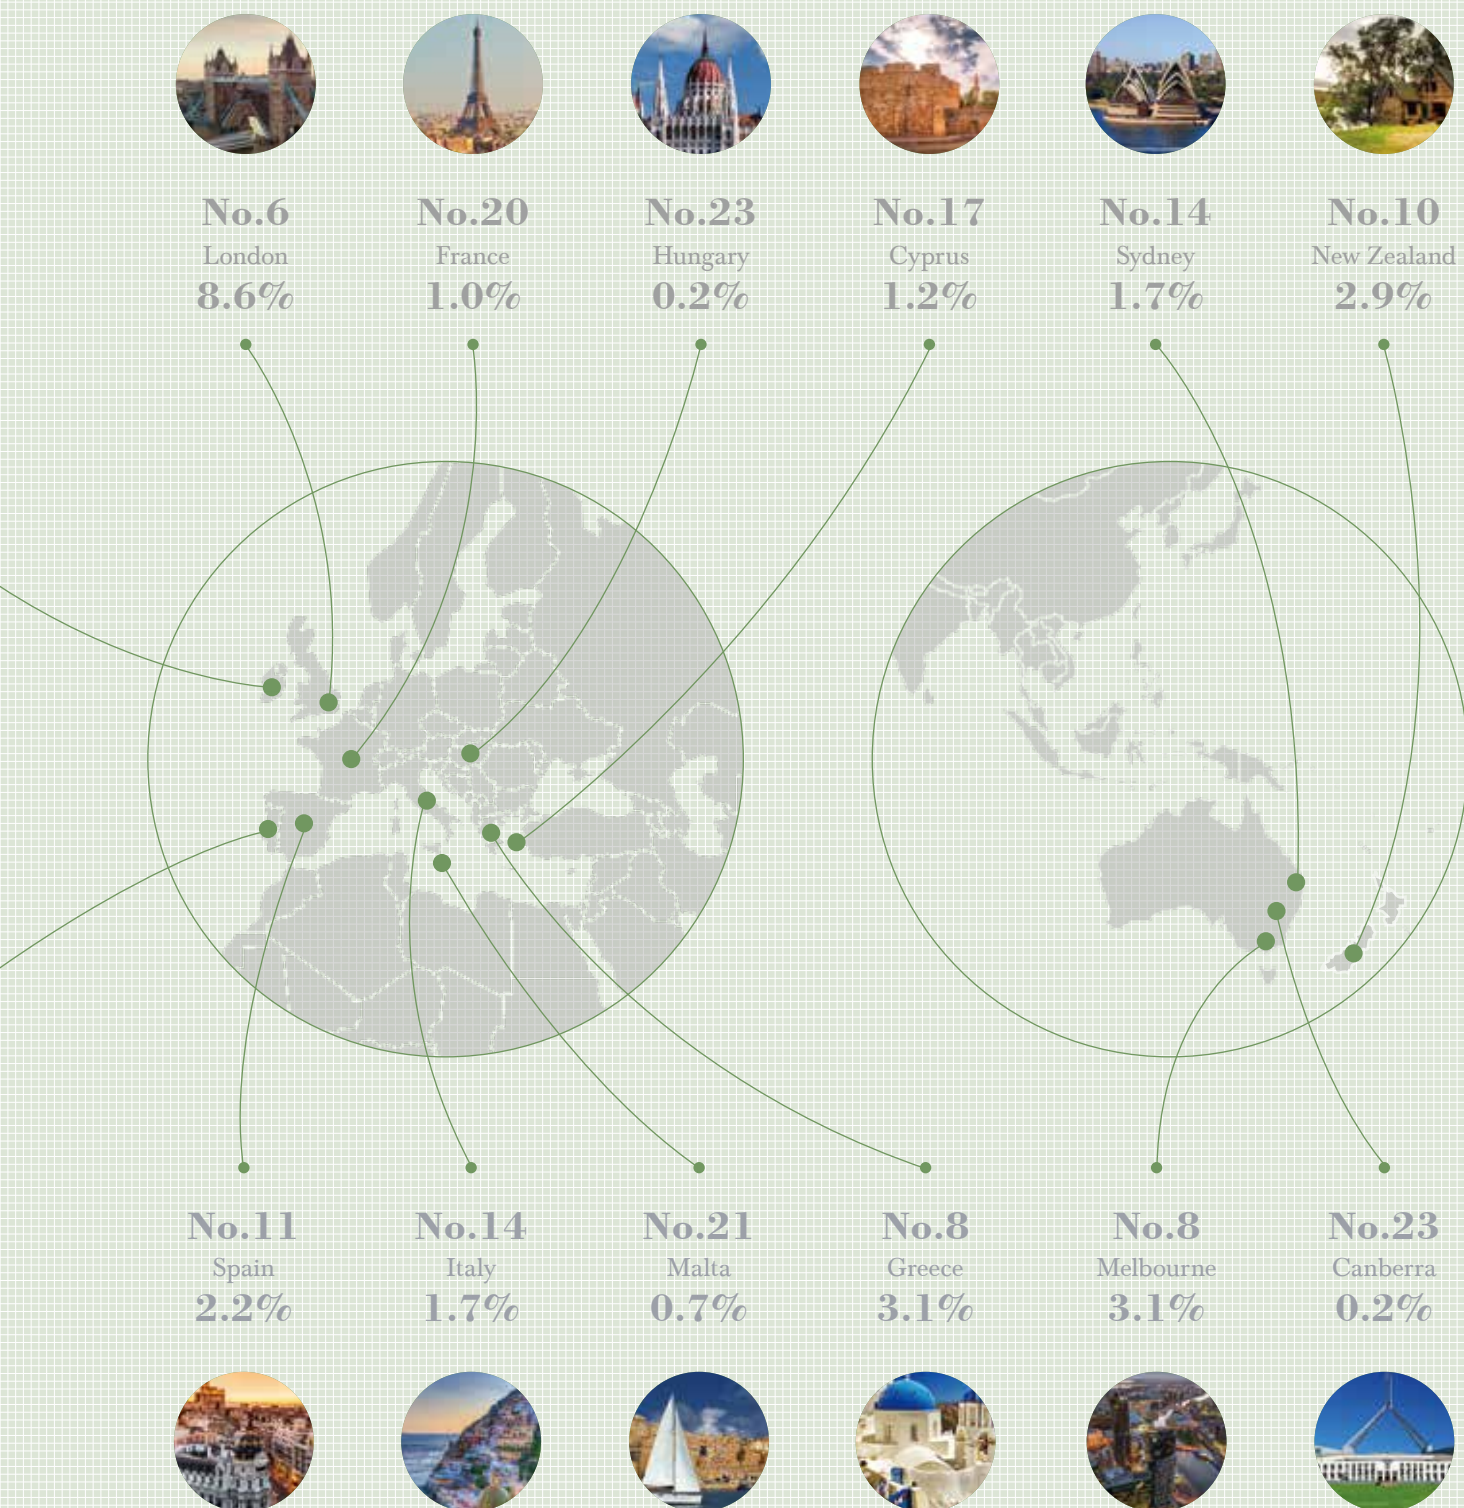 No.6
London
8.6%
No.20
France
1.0%
No.23
Hungary
0.2%
No.17
Cyprus
1.2%
No.14
Sydney
1.7%
No.10
New Zealand
2.9%
No.11
Spain
2.2%
No.14
Italy
1.7%
No.21
Malta
0.7%
No.8
Greece
3.1%
No.8
Melbourne
3.1%
No.23
Canberra
0.2%